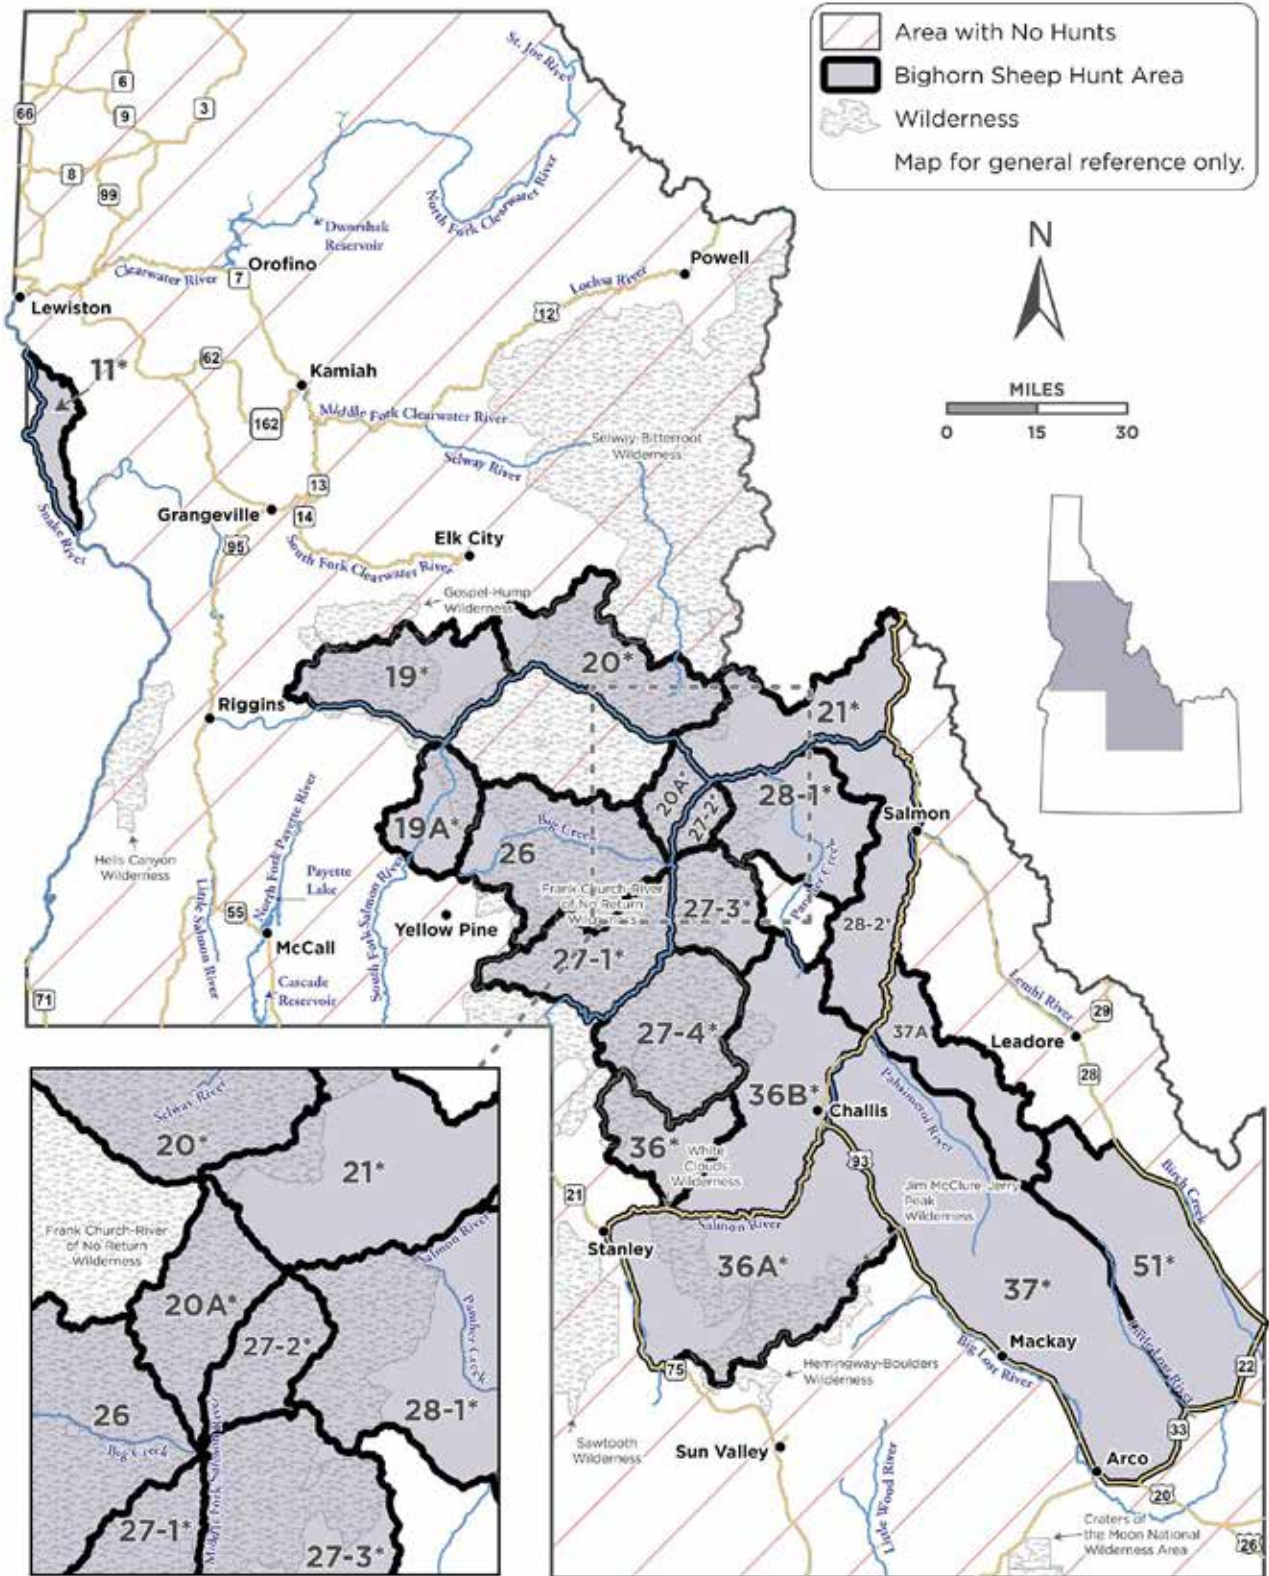 Area with No Hunts
Bighorn Sheep Hunt Area
Wilderness
Map for general reference only.
N
MILES
0 15 30
St. Joe River
6
66
9
3
8
99
North Fork Clearwater River
Dworshak
Reservoir
Orofino
Clearwater River
7
Powell
Lochsa River
12
Lewiston
11*
62
Kamiah
162
Middle Fork Clearwater River
Selway-Bitterroot
Wilderness
Selway River
13
Grangeville
14
Snake River
95
Elk City
South Fork Clearwater River
Gospel-Hump
Wilderness
19*
20*
Riggins
21*
20A*
27-2*
28-1*
Salmon
19A*
26
Big Creek
Panther Creek
Hells Canyon
Wilderness
North Fork Payette River
Payette
Lake
Little Salmon River
55
McCall
South Fork Salmon River
Yellow Pine
Frank Church-River
of No Return
Wilderness
27-3*
28-2*
27-1*
Cascade
Reservoir
71
Lemhi River
29
27-4*
37A
Leadore
28
36B*
Challis
Pahsimeroi River
36*
White
Clouds
Wilderness
93
Jim McClure-Jerry
Peak
Wilderness
Birch Creek
21
Salmon River
Stanley
36A*
51*
37*
Mackay
Big Lost River
Little Lost River
22
75
Hemingway-Boulders
Wilderness
33
Sawtooth
Wilderness
Sun Valley
Little Wood River
Arco
20
Craters of
the Moon National
Wilderness Area
26
Selway River
20*
21*
Frank Church-River
of No Return
Wilderness
Salmon River
20A*
27-2*
Panther Creek
26
28-1*
Big Creek
Middle Fork Salmon River
27-1*
27-3*